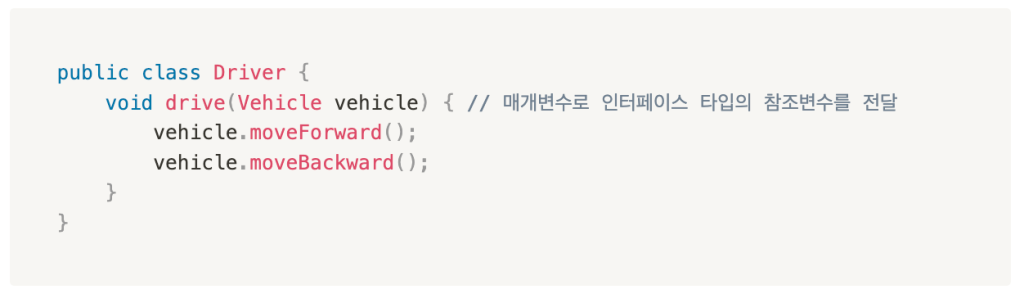 public class Driver {
    void drive(Vehicle vehicle) { // 매개변수로 인터페이스 타입의 참조변수를 전달
        vehicle.moveForward();
        vehicle.moveBackward();
    }
}